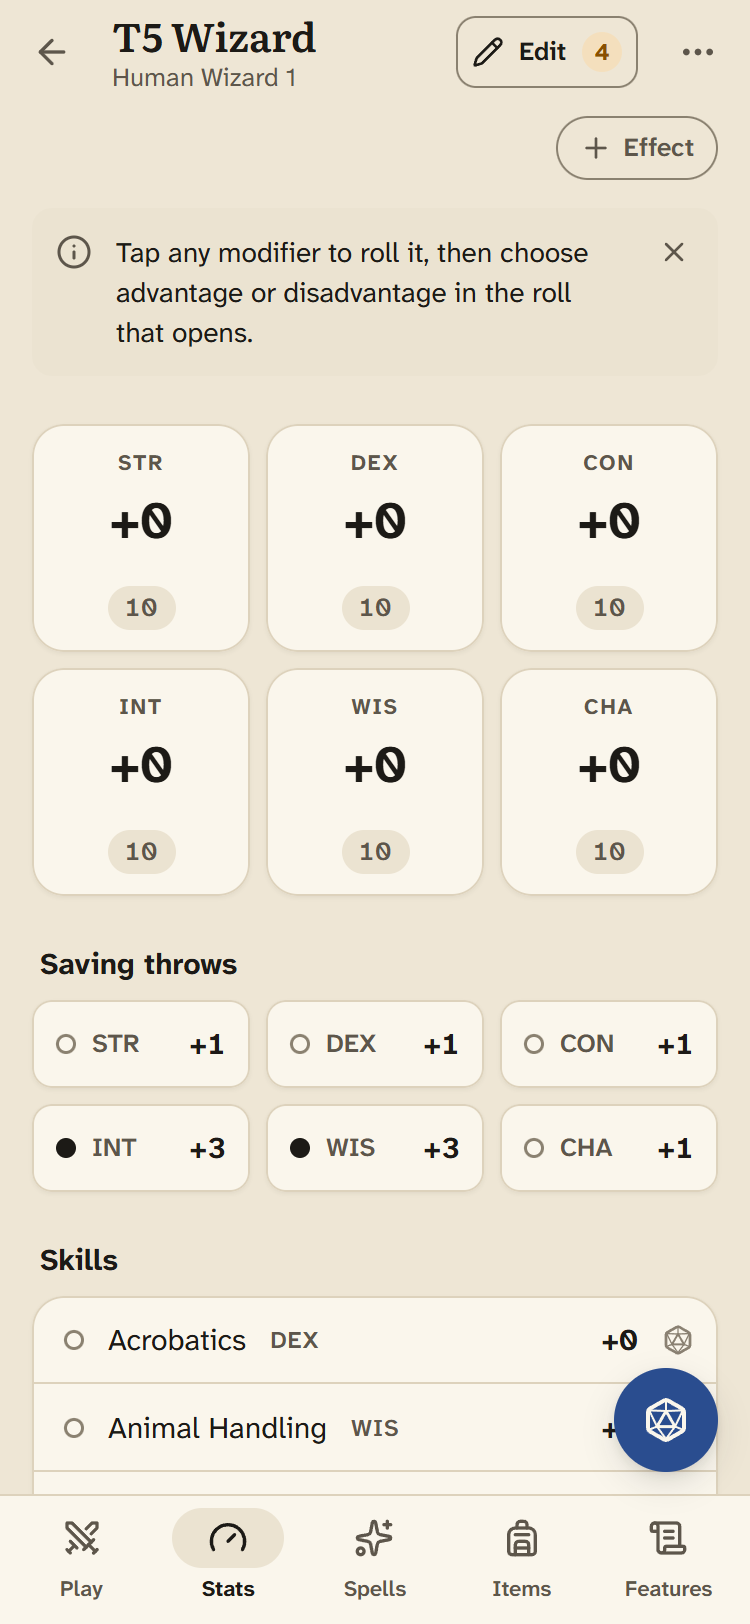 T5 Wizard
Human Wizard 1
Edit 4
Effect
Tap any modifier to roll it, then choose
advantage or disadvantage in the roll
that opens.
STR DEX CON
+0 +0 +0
10 10 10
INT WIS CHA
+0 +0 +0
10 10 10
Saving throws
STR +1 DEX +1 CON +1
INT +3 WIS +3 CHA +1
Skills
Acrobatics DEX +0
Animal Handling WIS
Play Stats Spells Items Features